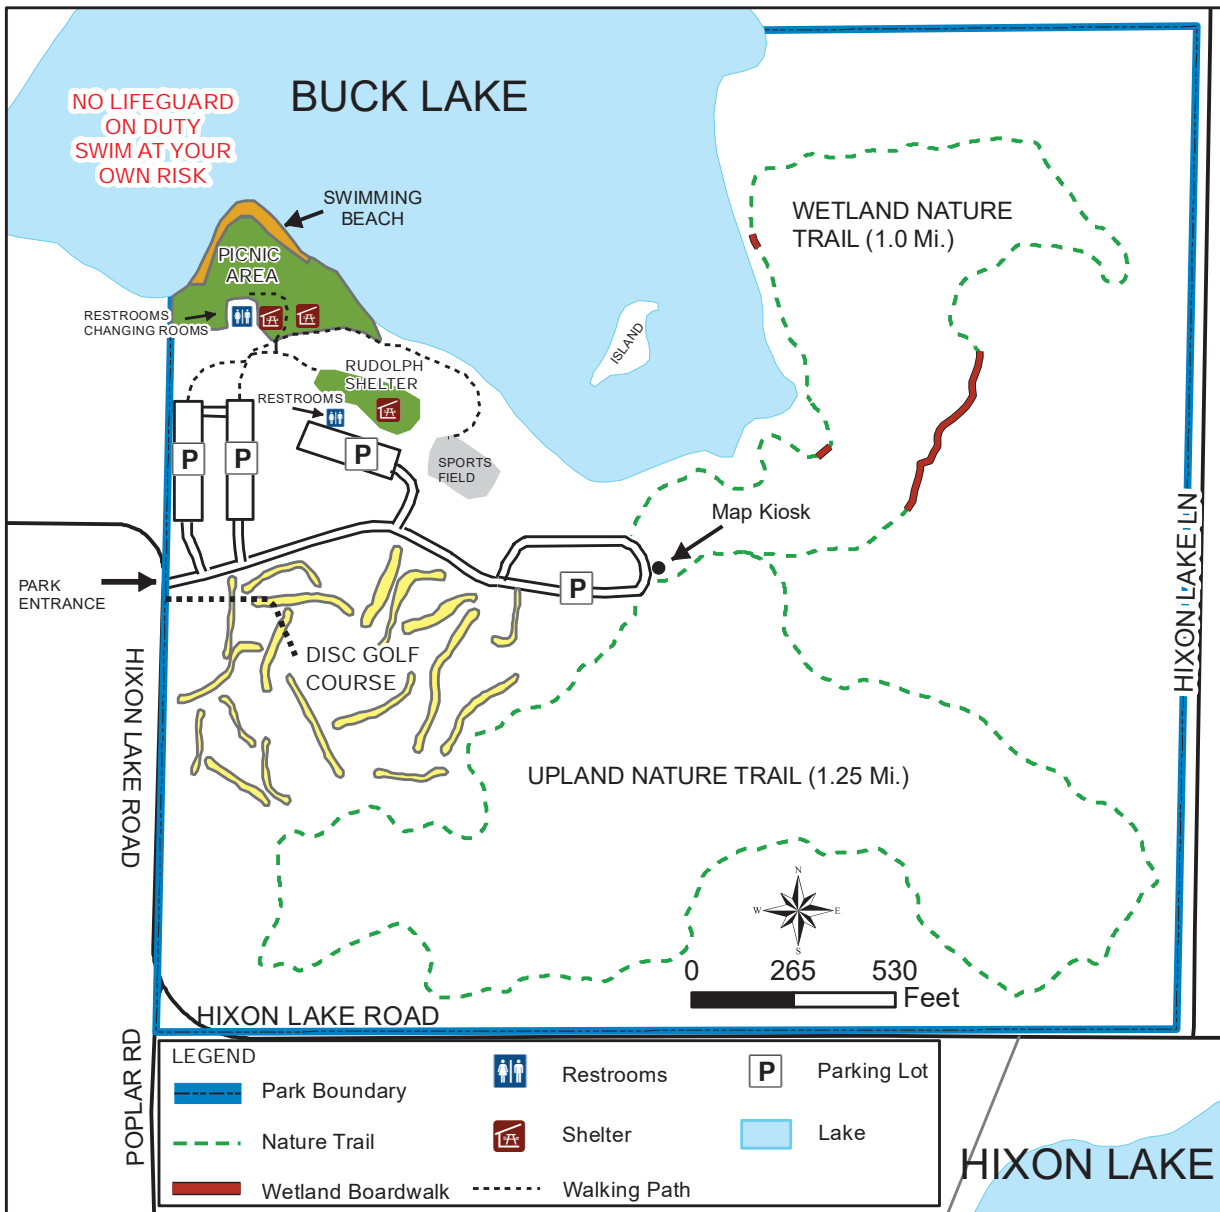 BUCK LAKE
NO LIFEGUARD
ON DUTY
SWIM AT YOUR
OWN RISK
SWIMMING
BEACH
PICNIC
AREA
WETLAND NATURE
TRAIL (1.0 Mi.)
RESTROOMS
CHANGING ROOMS
ISLAND
RUDOLPH
SHELTER
RESTROOMS
P
P
P
SPORTS
FIELD
Map Kiosk
PARK
ENTRANCE
P
HIXON LAKE LN
DISC GOLF
COURSE
HIXON LAKE ROAD
UPLAND NATURE TRAIL (1.25 Mi.)
N
W
E
S
0 265 530
Feet
HIXON LAKE ROAD
POPLAR RD
LEGEND
Park Boundary
Nature Trail
Wetland Boardwalk
Restrooms
Shelter
Walking Path
P
Parking Lot
Lake
HIXON LAKE